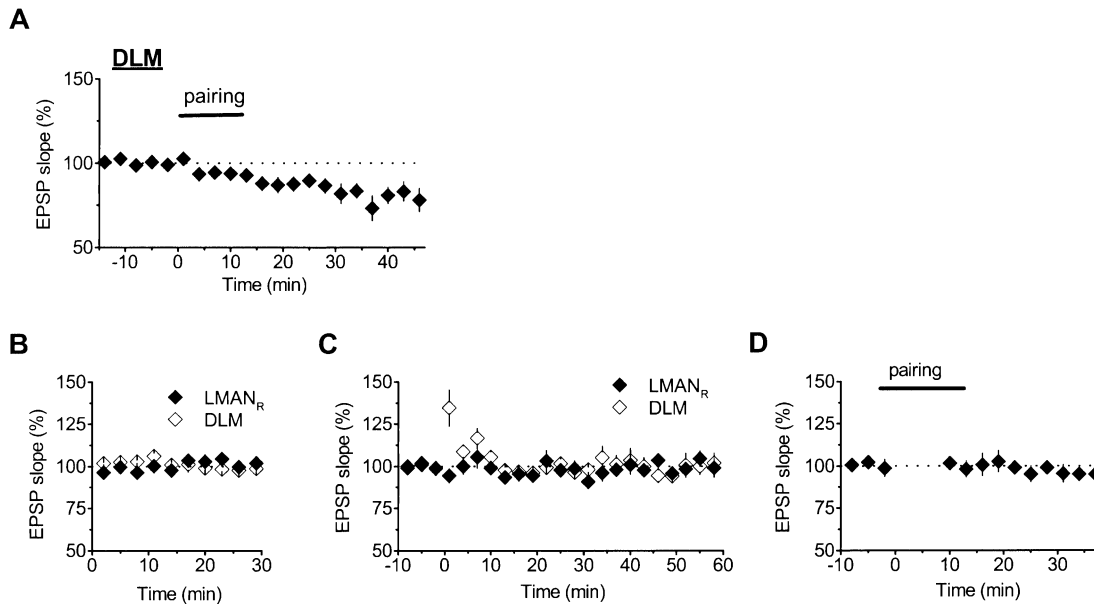 A
DLM
pairing
EPSP slope (%)
150
100
50
-10 0 10 20 30 40
Time (min)
B
LMANR
DLM
EPSP slope (%)
150
125
100
75
50
0 10 20 30
Time (min)
C
LMANR
DLM
EPSP slope (%)
150
125
100
75
50
-10 0 10 20 30 40 50 60
Time (min)
D
pairing
EPSP slope (%)
150
125
100
75
50
-10 0 10 20 30
Time (min)